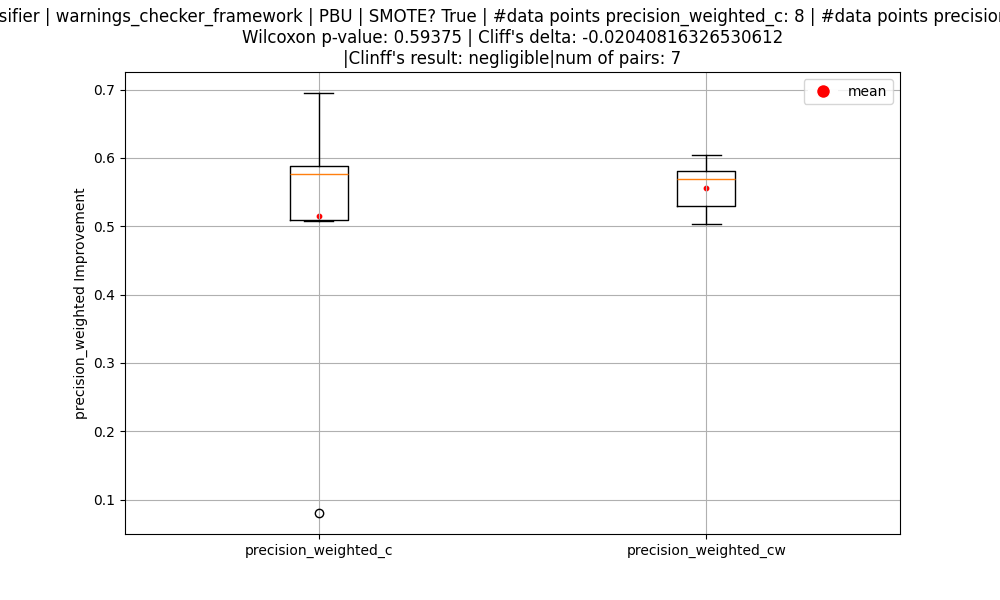 | warnings_checker_framework | PBU | SMOTE? True | #data points precision_weighted_c: 8 | #data points
Wilcoxon p-value: 0.59375 | Cliff's delta: -0.02040816326530612
|Clinff's result: negligible|num of pairs: 7
mean
0.7
0.6
0.5
0.4
0.3
0.2
0.1
precision_weighted Improvement
precision_weighted_c
precision_weighted_cw